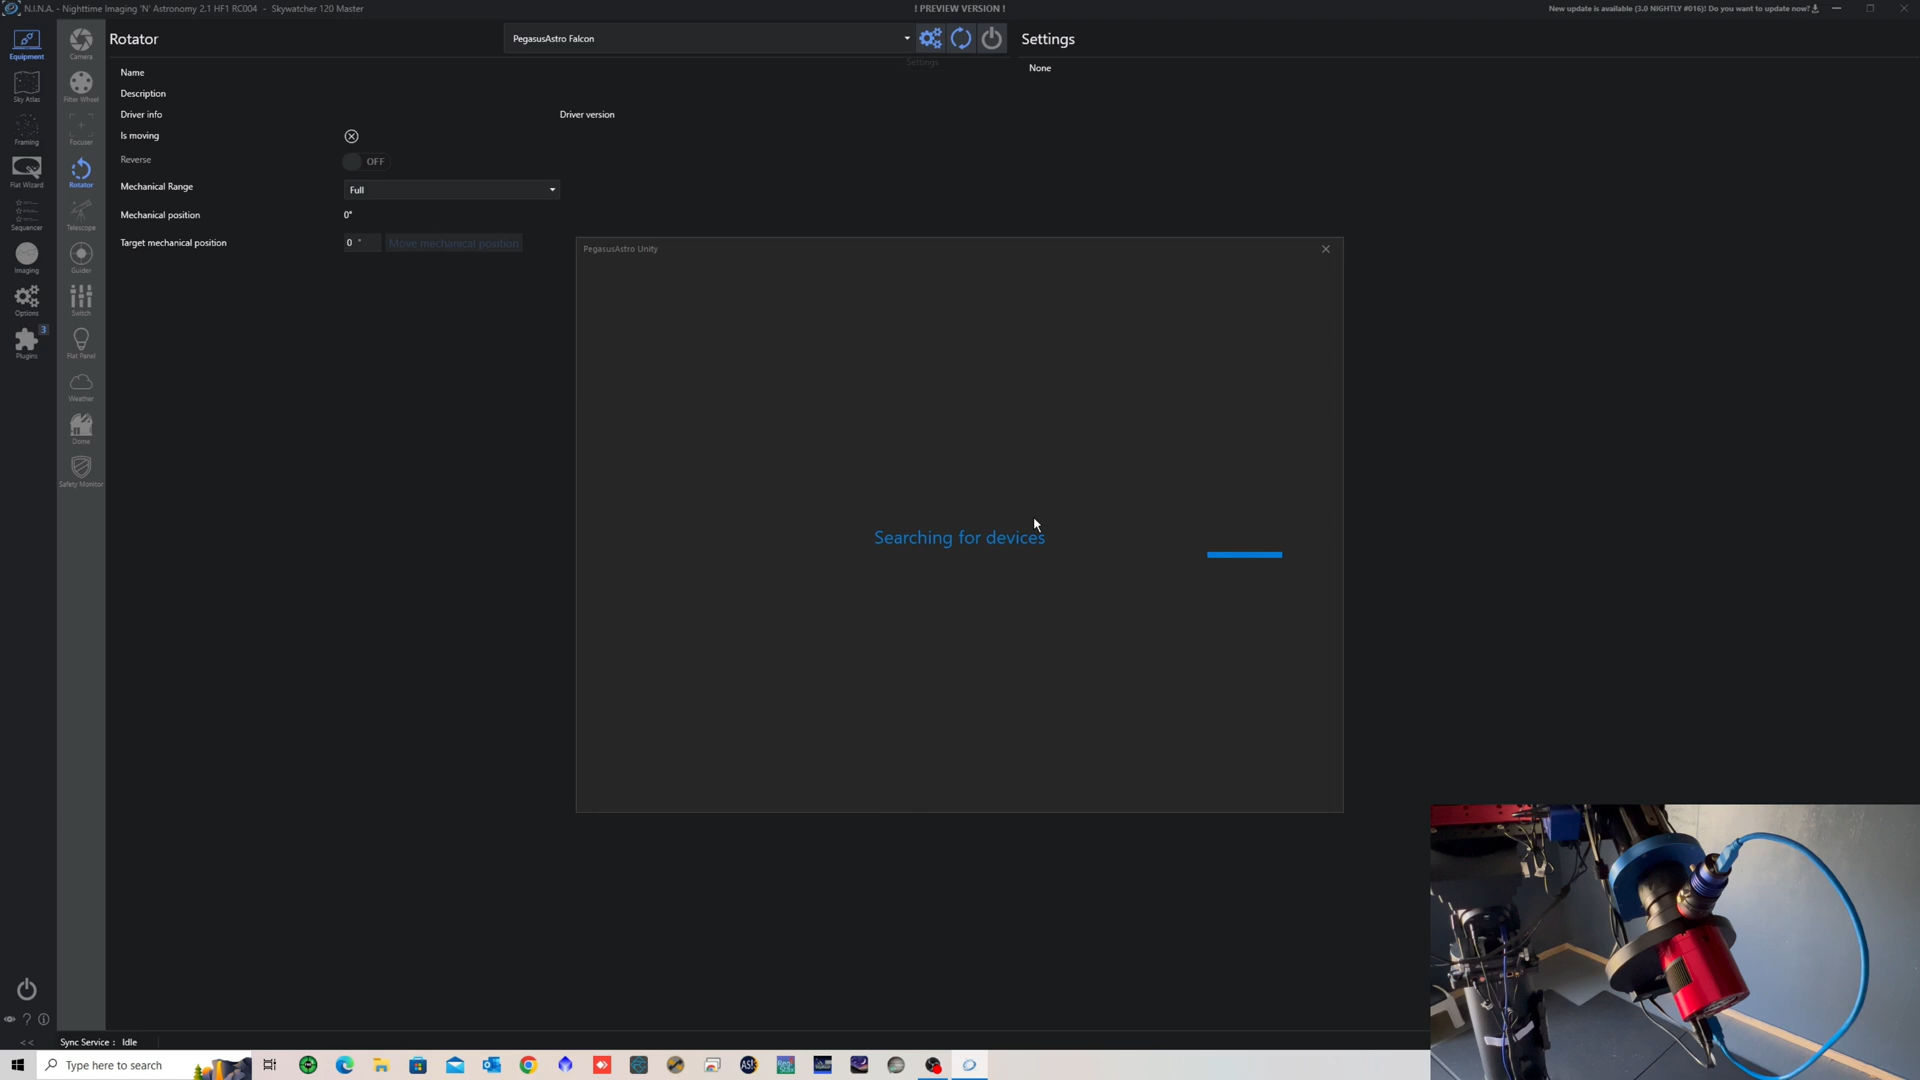 N.I.N.A. - Nighttime Imaging 'N' Astronomy 2.1 HF1 RC004 - Skywatcher 120 Master
! PREVIEW VERSION !
New update is available (3.0 NIGHTLY #016)! Do you want to update now?
Equipment
Sky Atlas
Framing
Flat Wizard
Sequencer
Imaging
Options
3
Plugins
Camera
Filter Wheel
Focuser
Rotator
Telescope
Guider
Switch
Flat Panel
Weather
Dome
Safety Monitor
Rotator
PegasusAstro Falcon
Settings
Settings
None
Name
Description
Driver info
Driver version
Is moving
Reverse
OFF
Mechanical Range
Full
Mechanical position
0°
Target mechanical position
0 °
Move mechanical position
PegasusAstro Unity
Searching for devices
?
<<
Sync Service : Idle
Type here to search